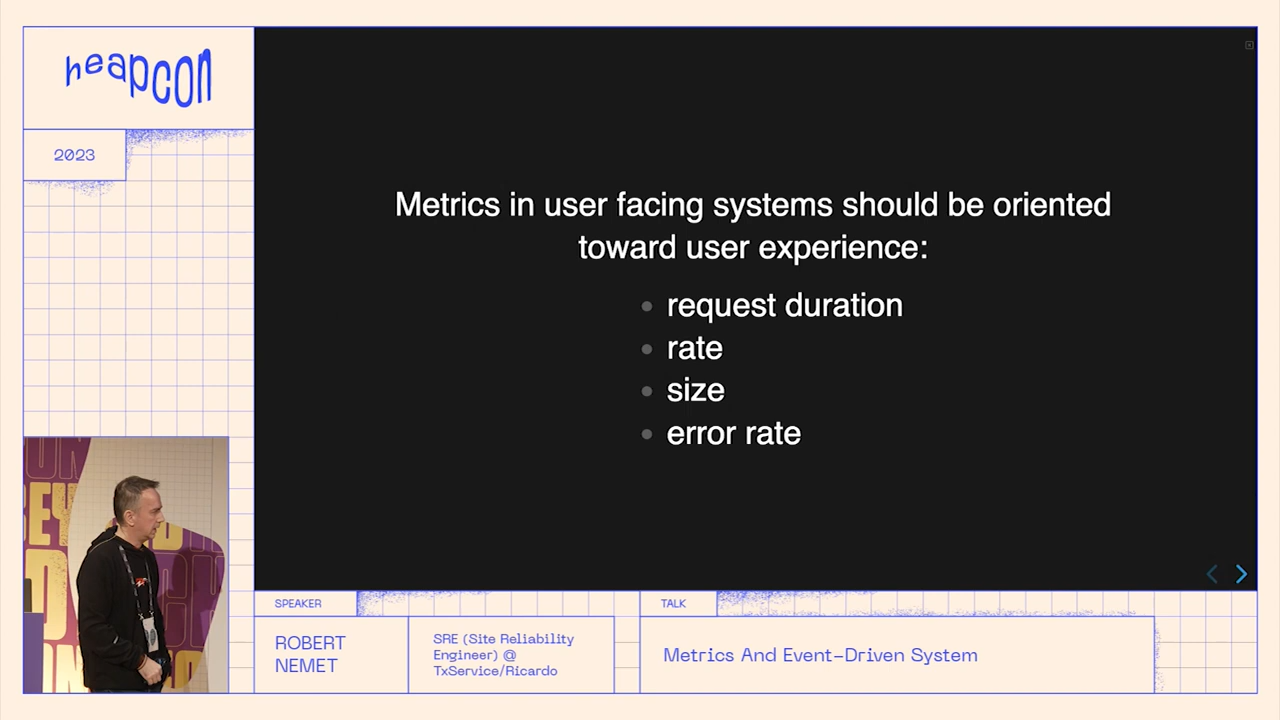 heapcon
2023
Metrics in user facing systems should be oriented
toward user experience:
request duration
rate
size
error rate
SPEAKER
ROBERT
NEMET
SRE (Site Reliability
Engineer) @
TxService/Ricardo
TALK
Metrics And Event-Driven System